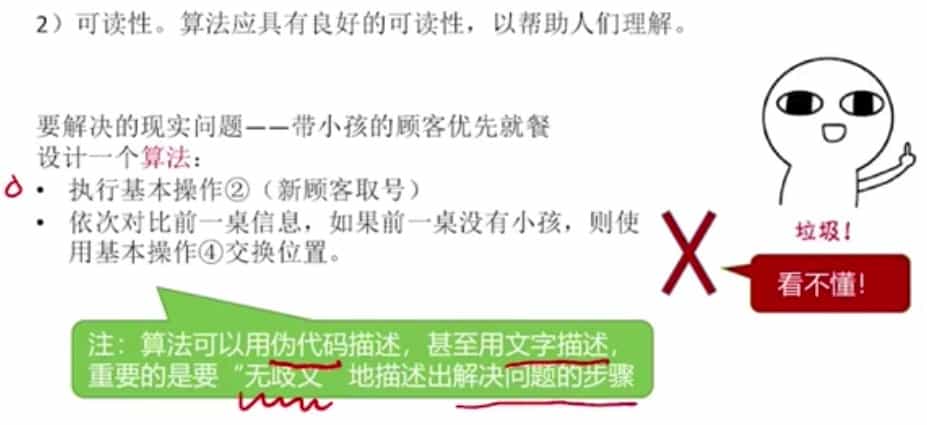 2）可读性。算法应具有良好的可读性，以帮助人们理解。
要解决的现实问题——带小孩的顾客优先就餐
设计一个算法：
• 执行基本操作②（新顾客取号）
• 依次对比前一桌信息，如果前一桌没有小孩，则使
用基本操作④交换位置。
垃圾！
看不懂！
注：算法可以用伪代码描述，甚至用文字描述，
重要的是要“无歧义”地描述出解决问题的步骤